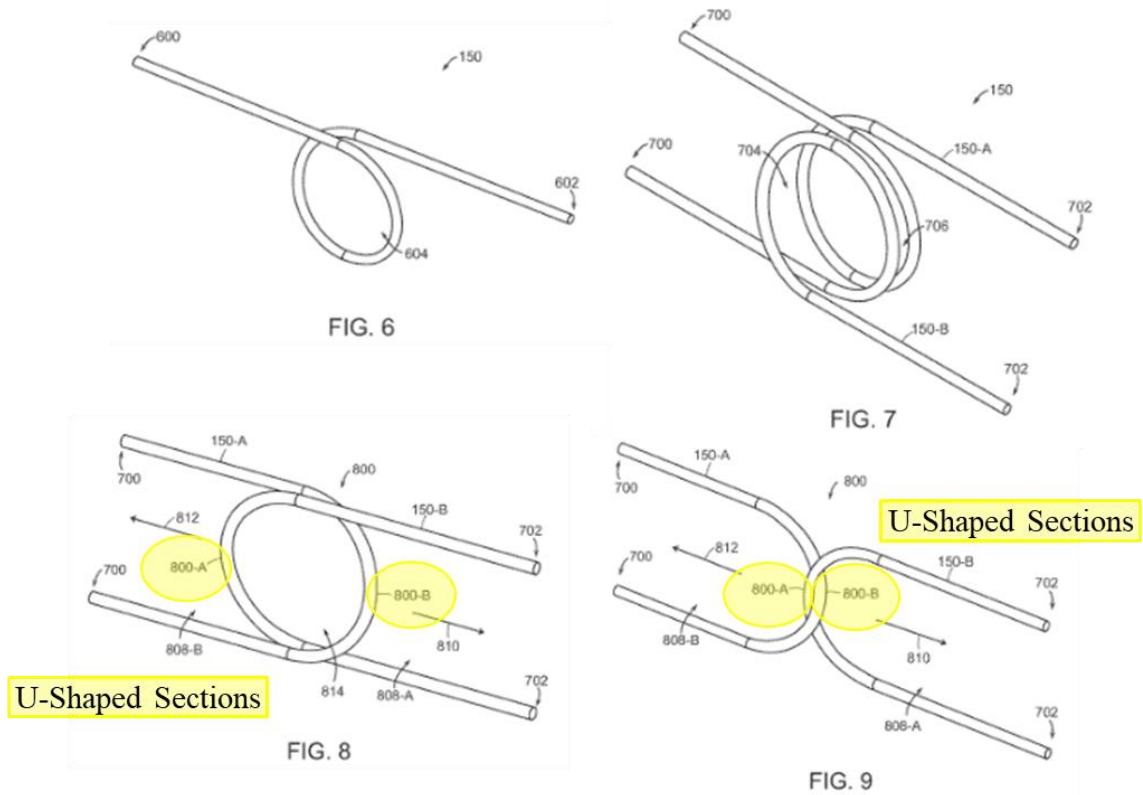 600
150
602
604
FIG. 6
700
150
700
704
150-A
702
706
150-B
702
FIG. 7
150-A
800
700
150-B
812
702
800-A
700
800-B
810
808-B
814
808-A
702
U-Shaped Sections
FIG. 8
150-A
800
700
U-Shaped Sections
812
150-B
700
800-A
800-B
702
808-B
810
808-A
702
FIG. 9